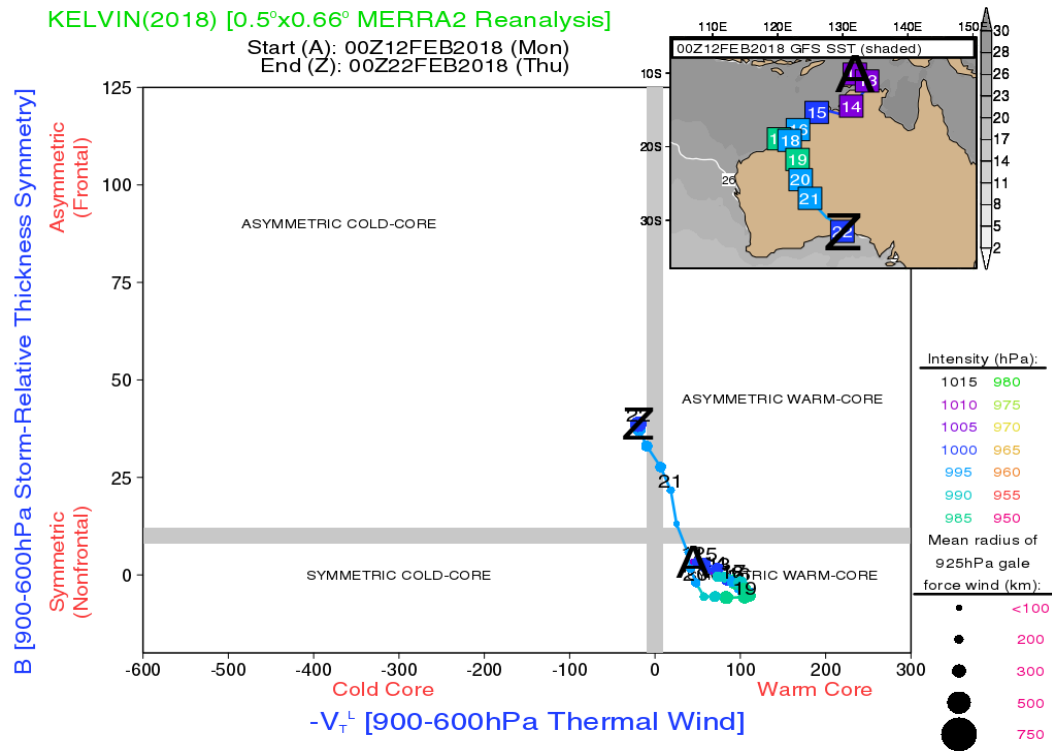 KELVIN(2018) [0.5°x0.66° MERRA2 Reanalysis]
Start (A): 00Z12FEB2018 (Mon)
End (Z): 00Z22FEB2018 (Thu)
110E 120E 130E 140E 150E
00Z12FEB2018 GFS SST (shaded)
10S
20S
30S
A
13
14
15
18
19
20
21
22
Z
26
30
28
26
23
20
17
14
11
8
5
2
B [900-600hPa Storm-Relative Thickness Symmetry]
Asymmetric
(Frontal)
Symmetric
(Nonfrontal)
125
100
75
50
25
0
ASYMMETRIC COLD-CORE
ASYMMETRIC WARM-CORE
SYMMETRIC COLD-CORE
WARM-CORE
Z
21
A
19
-600 -500 -400 -300 -200 -100 0 100 200 300
Cold Core Warm Core
-V_T^L [900-600hPa Thermal Wind]
Intensity (hPa):
1015 980
1010 975
1005 970
1000 965
995 960
990 955
985 950
Mean radius of
925hPa gale
force wind (km):
<100
200
300
500
750